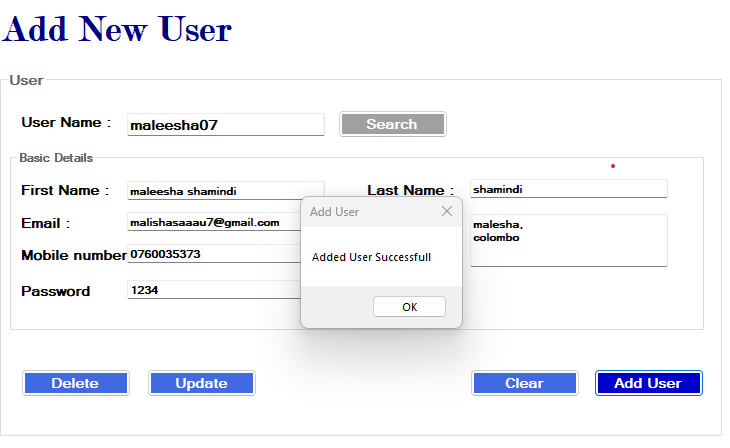 Add New User
User
User Name :
maleesha07
Search
Basic Details
First Name :
maleesha shamindi
Last Name :
shamindi
Email :
malishasaaau7@gmail.com
malesha,
colombo
Mobile number
0760035373
Password
1234
Add User
Added User Successfull
OK
Delete
Update
Clear
Add User